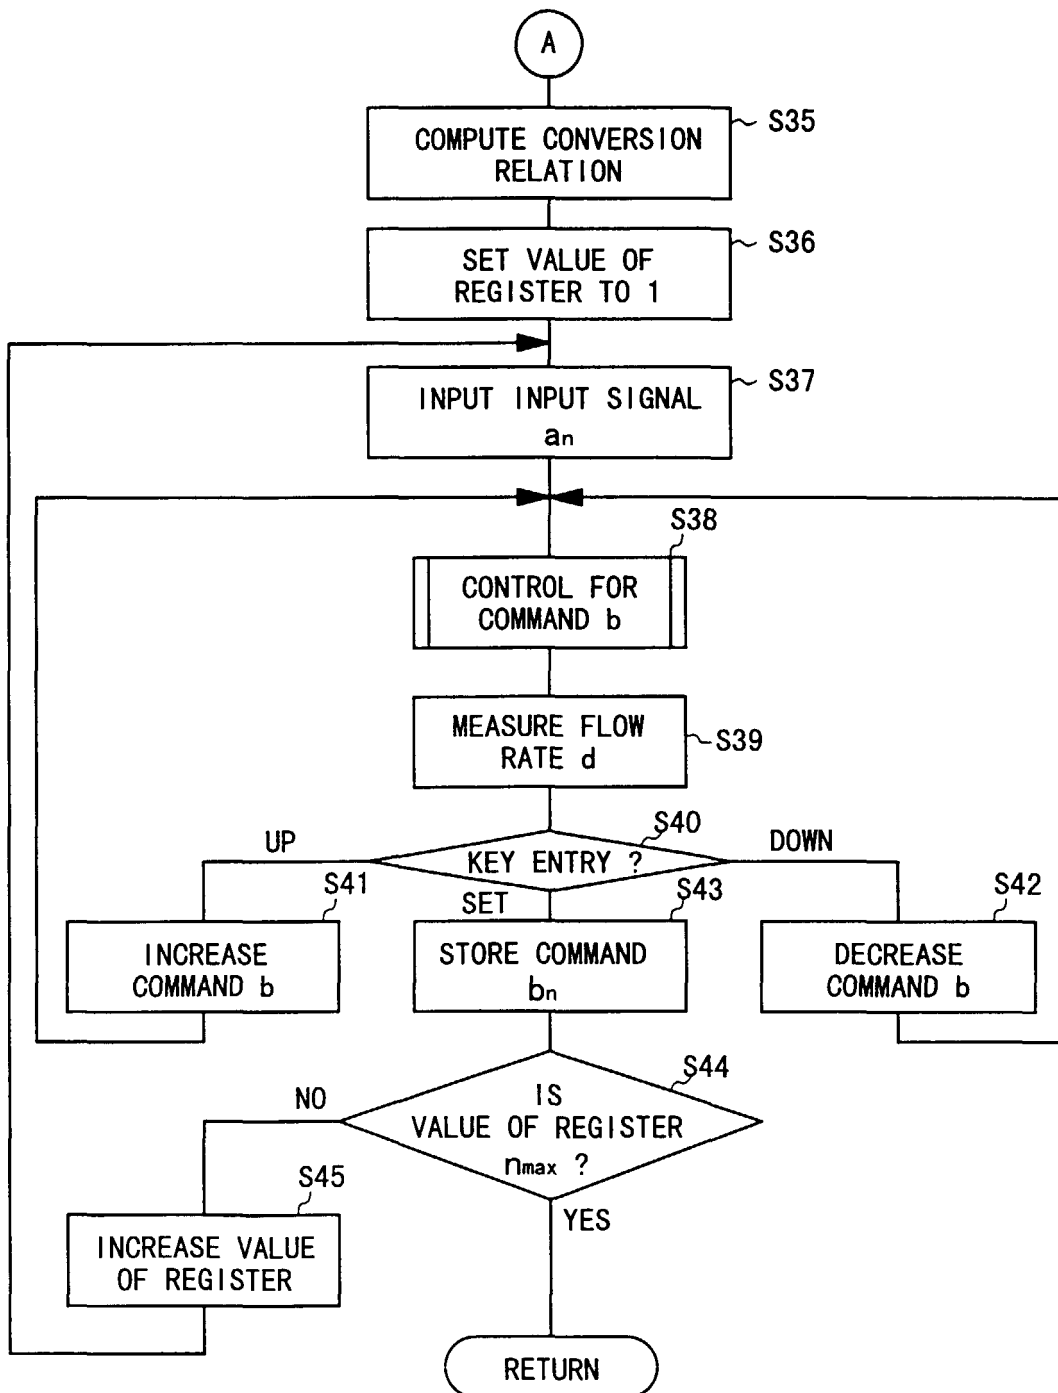 A
COMPUTE CONVERSION
RELATION
S35
SET VALUE OF
REGISTER TO 1
S36
INPUT INPUT SIGNAL
an
S37
S38
CONTROL FOR
COMMAND b
MEASURE FLOW
RATE d
S39
S40
UP
KEY ENTRY ?
DOWN
S41
SET
S43
S42
INCREASE
COMMAND b
STORE COMMAND
bn
DECREASE
COMMAND b
S44
NO
IS
VALUE OF REGISTER
nmax ?
S45
YES
INCREASE VALUE
OF REGISTER
RETURN